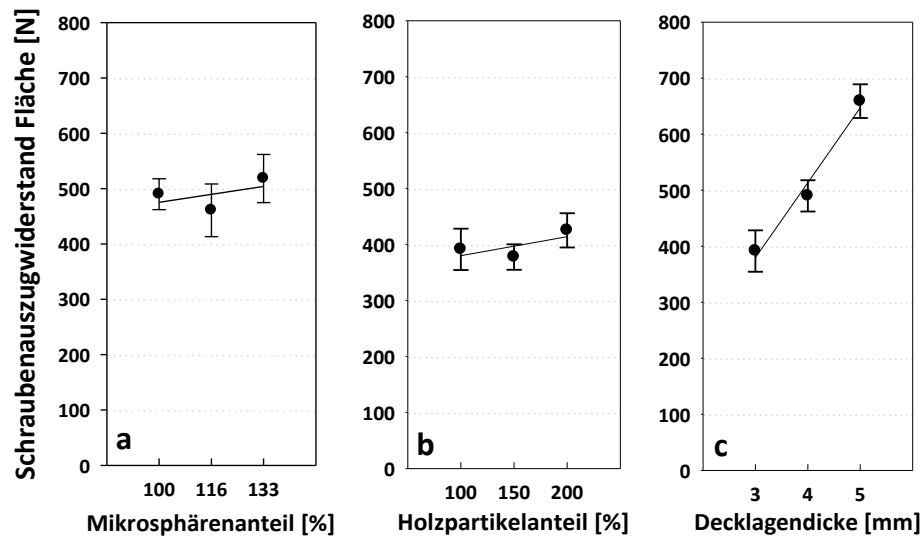 Schraubenauszugwiderstand Fläche [N]
800
700
600
500
400
300
200
100
0
a
100 116 133
Mikrosphärenanteil [%]
800
700
600
500
400
300
200
100
0
b
100 150 200
Holzpartikelanteil [%]
800
700
600
500
400
300
200
100
0
c
3 4 5
Decklagendicke [mm]